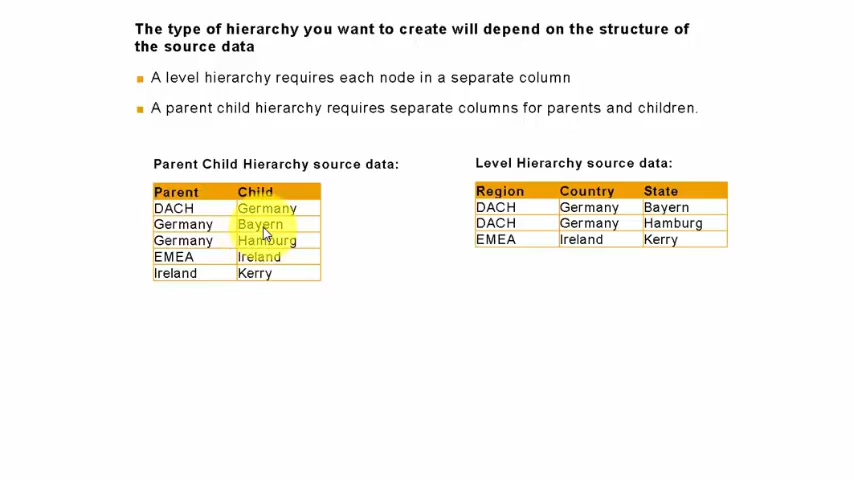 The type of hierarchy you want to create will depend on the structure of
the source data
A level hierarchy requires each node in a separate column
A parent child hierarchy requires separate columns for parents and children.
Parent Child Hierarchy source data:
Parent Child
DACH Germany
Germany Bayern
Germany Hamburg
EMEA Ireland
Ireland Kerry
Level Hierarchy source data:
Region Country State
DACH Germany Bayern
DACH Germany Hamburg
EMEA Ireland Kerry